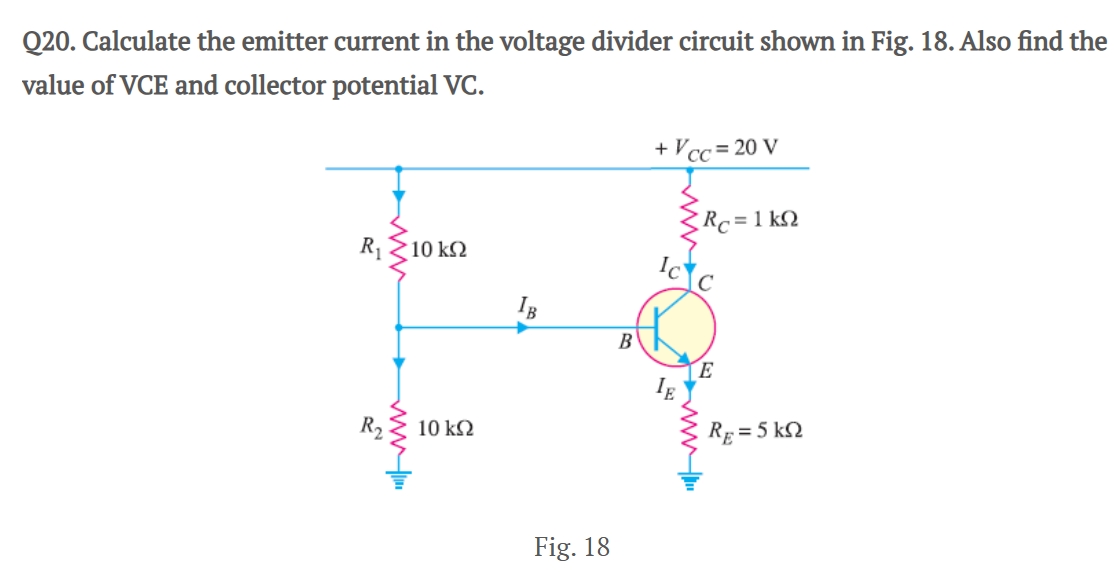 Q20. Calculate the emitter current in the voltage divider circuit shown in Fig. 18. Also find the
value of VCE and collector potential VC.
+ V_CC = 20 V
R_C = 1 kΩ
R_1 10 kΩ
I_C C
I_B
B
E
I_E
R_2 10 kΩ
R_E = 5 kΩ
Fig. 18